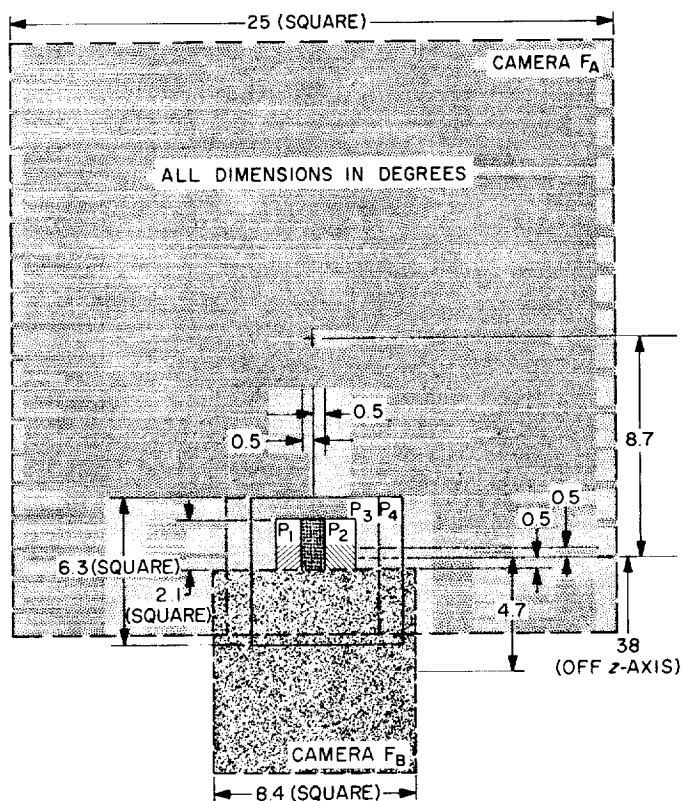 25 (SQUARE)
CAMERA FA
ALL DIMENSIONS IN DEGREES
0.5
0.5
8.7
0.5
0.5
P1
P2
P3
P4
6.3 (SQUARE)
2.1
(SQUARE)
4.7
38
(OFF z-AXIS)
CAMERA FB
8.4 (SQUARE)